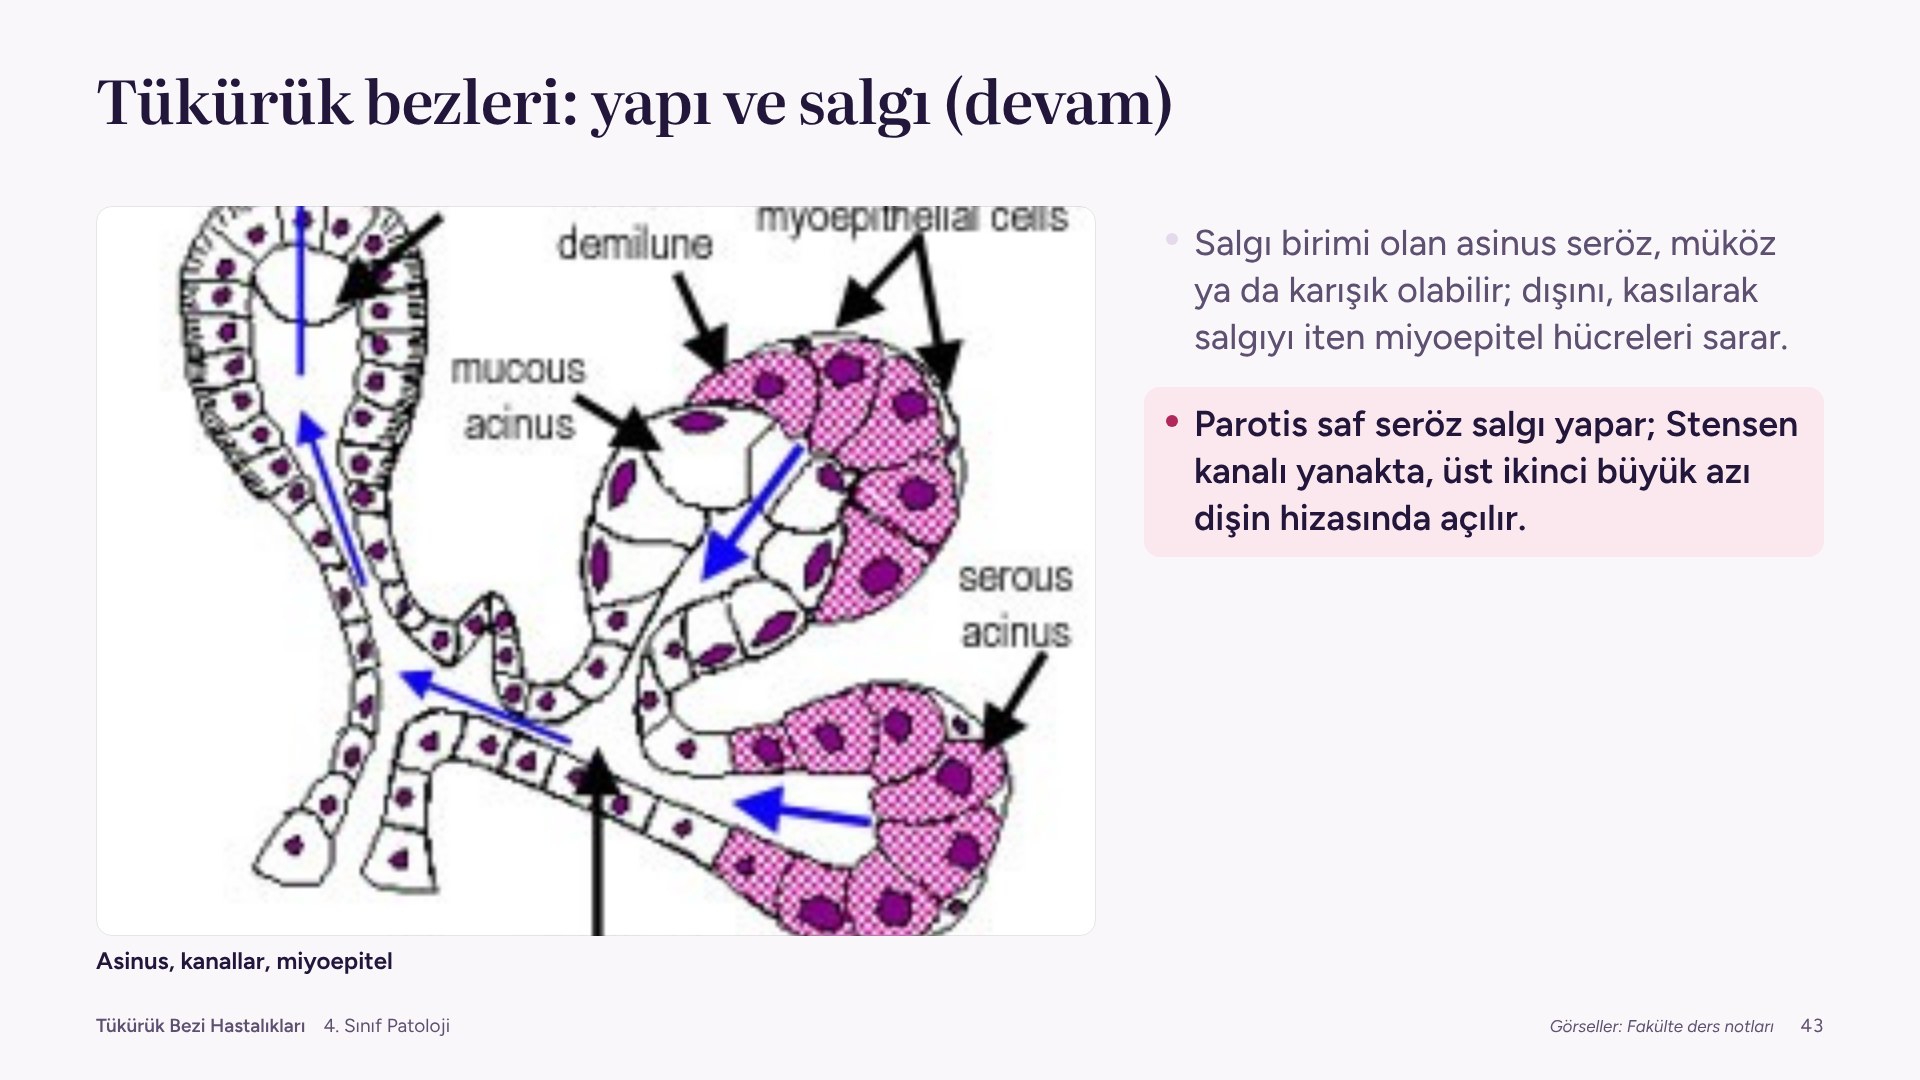 Tükürük bezleri: yapı ve salgı (devam)
myoepithelial cells
demilune
mucous
acinus
serous
acinus
Asinus, kanallar, miyoepitel
Salgı birimi olan asinus seröz, müköz
ya da karışık olabilir; dışını, kasılarak
salgıyı iten miyoepitel hücreleri sarar.
Parotis saf seröz salgı yapar; Stensen
kanalı yanakta, üst ikinci büyük azı
dişin hizasında açılır.
Tükürük Bezi Hastalıkları 4. Sınıf Patoloji
Görseller: Fakülte ders notları 43